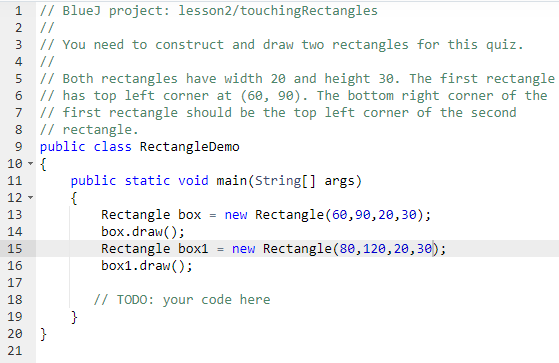 1 // BlueJ project: lesson2/touchingRectangles
2 //
3 // You need to construct and draw two rectangles for this quiz.
4 //
5 // Both rectangles have width 20 and height 30. The first rectangle
6 // has top left corner at (60, 90). The bottom right corner of the
7 // first rectangle should be the top left corner of the second
8 // rectangle.
9 public class RectangleDemo
10 {
11     public static void main(String[] args)
12     {
13         Rectangle box = new Rectangle(60,90,20,30);
14         box.draw();
15         Rectangle box1 = new Rectangle(80,120,20,30);
16         box1.draw();
17
18        // TODO: your code here
19     }
20 }
21